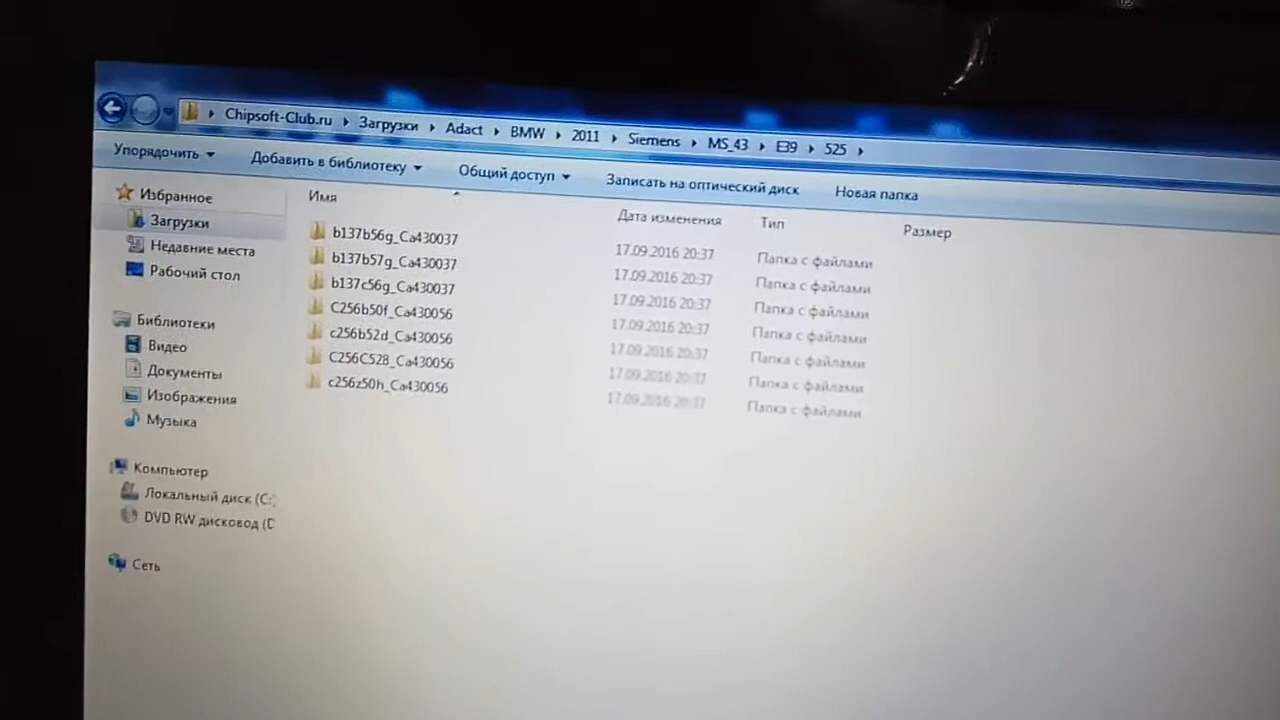 Chipsoft-Club.ru Загрузки Adact BMW 2011 Siemens MS_43 E39 525
Упорядочить Добавить в библиотеку Общий доступ Записать на оптический диск Новая папка
Избранное
Загрузки
Недавние места
Рабочий стол
Библиотеки
Видео
Документы
Изображения
Музыка
Компьютер
Локальный диск (C:
DVD RW дисковод (D
Сеть
Имя Дата изменения Тип Размер
b137b56g_Ca430037 17.09.2016 20:37 Папка с файлами
b137b57g_Ca430037 17.09.2016 20:37 Папка с файлами
b137c56g_Ca430037 17.09.2016 20:37 Папка с файлами
C256b50f_Ca430056 17.09.2016 20:37 Папка с файлами
c256b52d_Ca430056 17.09.2016 20:37 Папка с файлами
C256C528_Ca430056 17.09.2016 20:37 Папка с файлами
c256z50h_Ca430056 17.09.2016 20:37 Папка с файлами